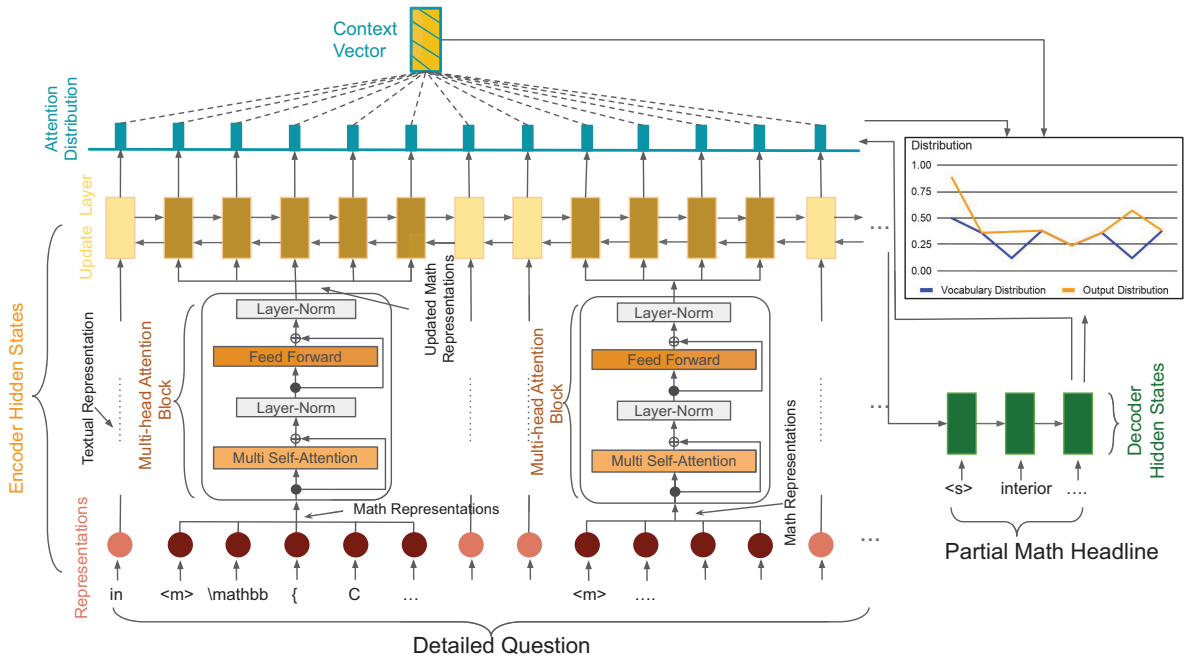 Context
Vector
Attention
Distribution
Distribution
1.00
0.75
0.50
0.25
0.00
Vocabulary Distribution
Output Distribution
Update Layer
...
Encoder Hidden States
Textual Representation
Multi-head Attention
Block
Layer-Norm
Feed Forward
Layer-Norm
Multi Self-Attention
Updated Math
Representations
Math Representations
Multi-head Attention
Block
Layer-Norm
Feed Forward
Layer-Norm
Multi Self-Attention
Math Representations
...
Decoder
Hidden States
<s>
interior
....
Partial Math Headline
Representations
...
in
<m>
\mathbb
{
C
...
<m>
....
Detailed Question